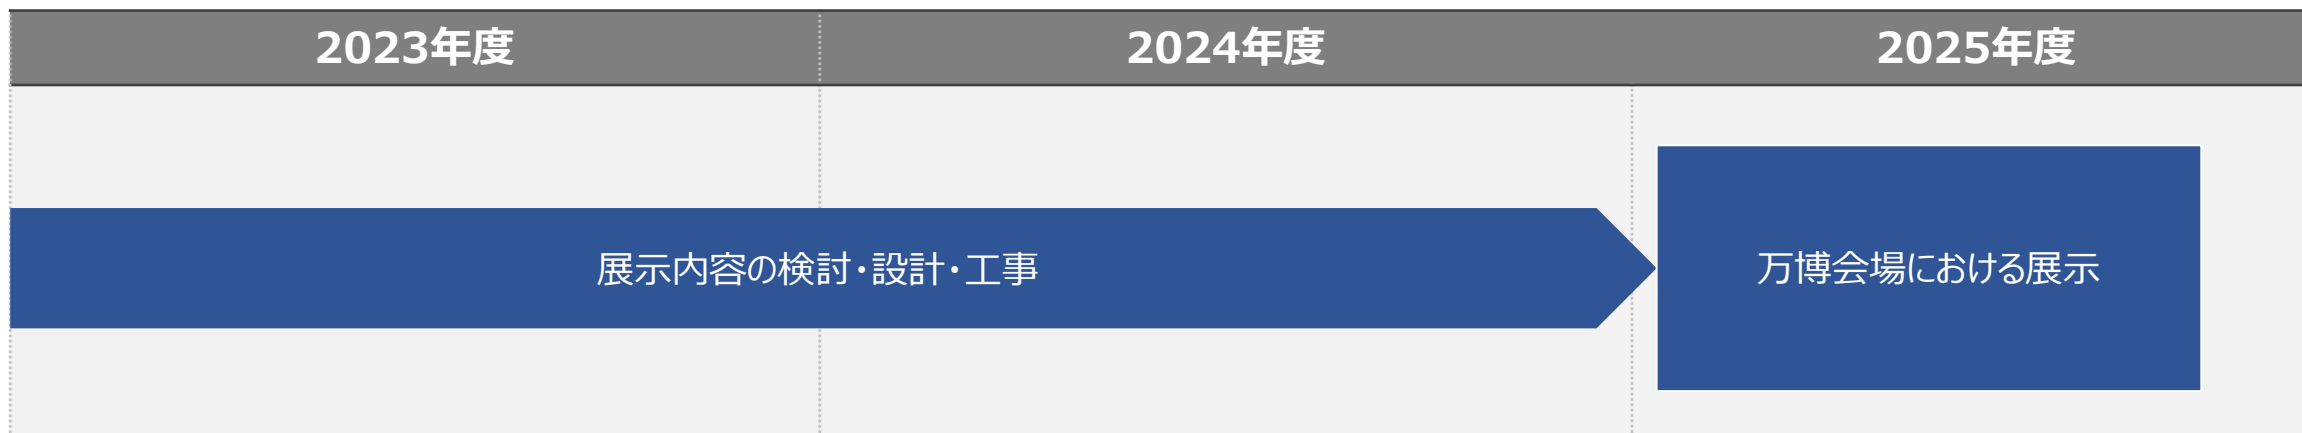 2023年度 2024年度 2025年度
展示内容の検討・設計・工事
万博会場における展示